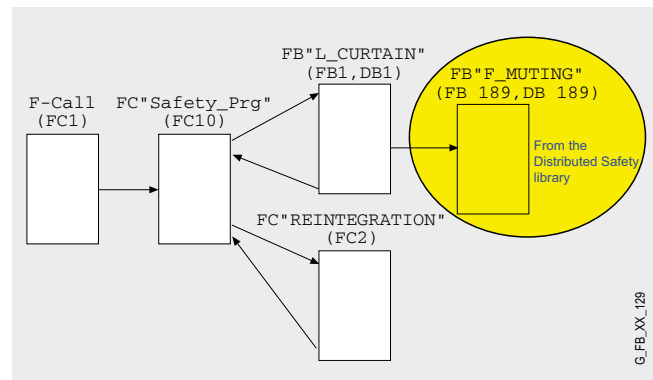 F-Call
(FC1)
FC"Safety_Prg"
(FC10)
FB"L_CURTAIN"
(FB1,DB1)
FB"F_MUTING"
(FB 189,DB 189)
From the
Distributed Safety
library
FC"REINTEGRATION"
(FC2)
G_FB_XX_129